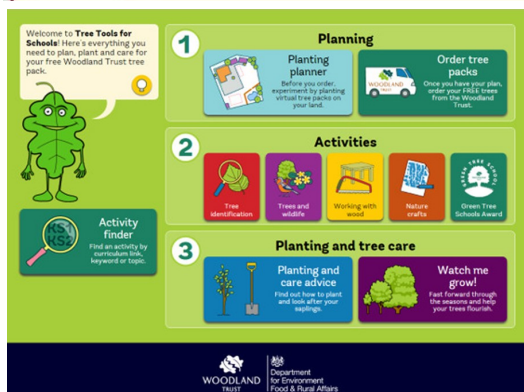 Welcome to Tree Tools for
Schools! Here's everything you
need to plan, plant and care for
your free Woodland Trust tree
pack.
Activity
finder
KS1
KS2
Find an activity by
curriculum link,
keyword or topic.
1
Planning
Planting
planner
Before you order,
experiment by planting
virtual tree packs on
your land.
WOODLAND
TRUST
Order tree
packs
Once you have your plan,
order your FREE trees
from the Woodland
Trust.
2
Activities
Tree
identification
Trees and
wildlife
Working with
wood
Nature
crafts
GREEN TREE SCHOOLS
Green Tree
Schools Award
3
Planting and tree care
Planting and
care advice
Find out how to plant
and look after your
saplings.
Watch me
grow!
Fast forward through
the seasons and help
your trees flourish.
WOODLAND
TRUST
Department
for Environment
Food & Rural Affairs